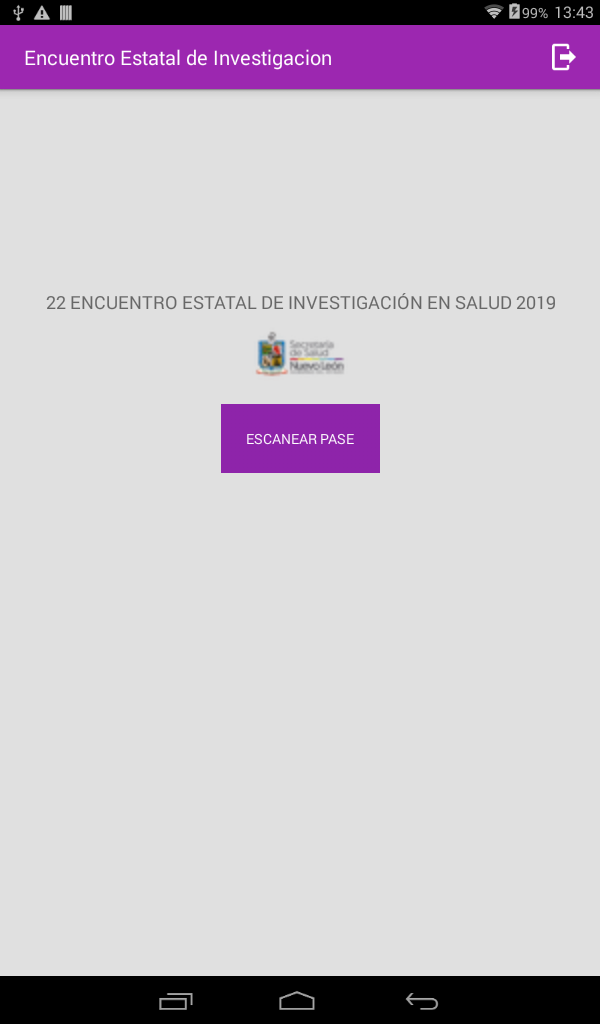 99% 13:43
Encuentro Estatal de Investigacion
22 ENCUENTRO ESTATAL DE INVESTIGACIÓN EN SALUD 2019
Secretaría
de Salud
Nuevo León
ESCANEAR PASE